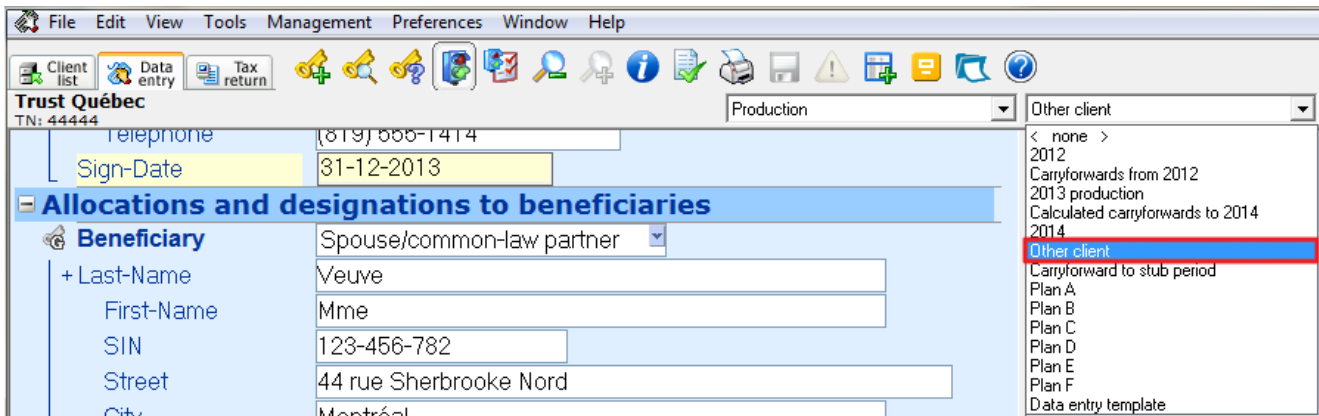 File Edit View Tools Management Preferences Window Help
Client list Data entry Tax return
Trust Québec
TN: 44444
Production
Other client
Telephone (819) 666-1414
Sign-Date 31-12-2013
Allocations and designations to beneficiaries
Beneficiary Spouse/common-law partner
+Last-Name Veuve
First-Name Mme
SIN 123-456-782
Street 44 rue Sherbrooke Nord
City Montréal
< none >
2012
Carryforwards from 2012
2013 production
Calculated carryforwards to 2014
2014
Other client
Carryforward to stub period
Plan A
Plan B
Plan C
Plan D
Plan E
Plan F
Data entry template